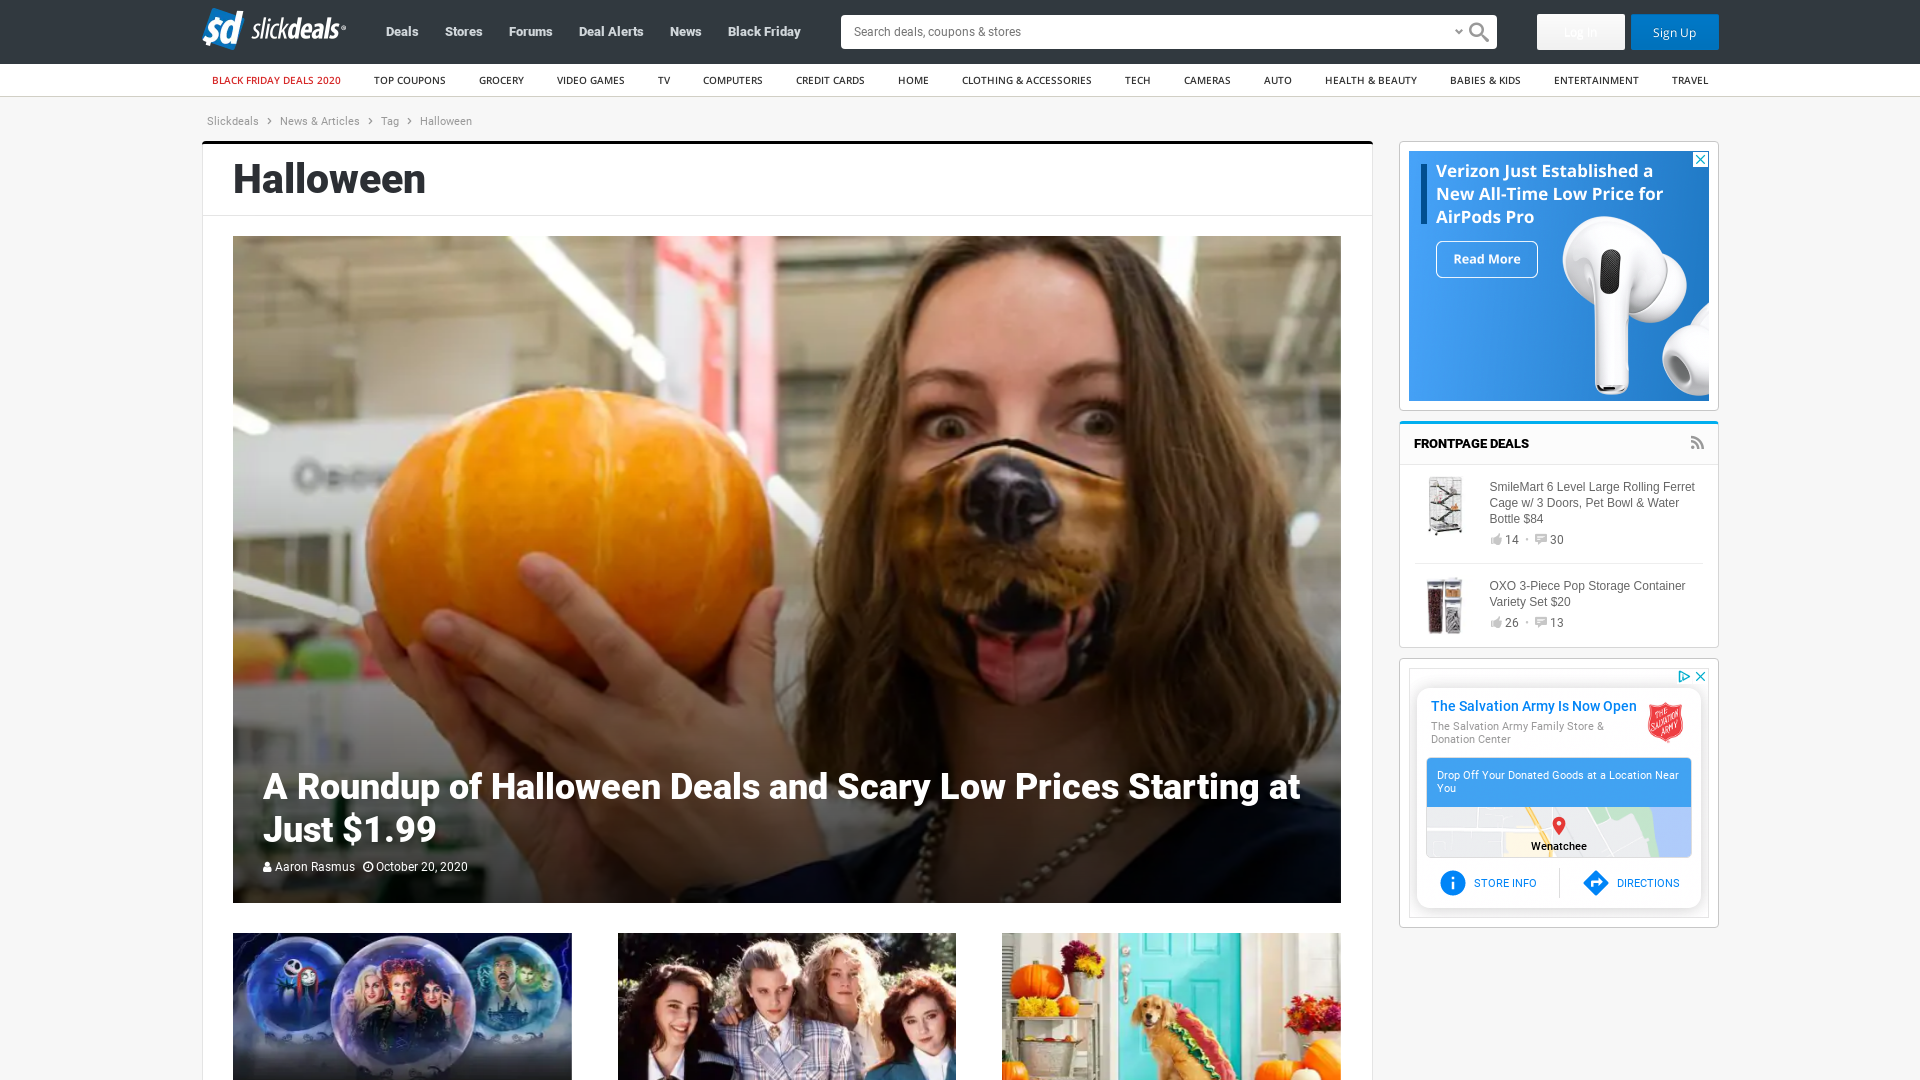 sd slickdeals
Deals
Stores
Forums
Deal Alerts
News
Black Friday
Search deals, coupons & stores
Log In
Sign Up
BLACK FRIDAY DEALS 2020
TOP COUPONS
GROCERY
VIDEO GAMES
TV
COMPUTERS
CREDIT CARDS
HOME
CLOTHING & ACCESSORIES
TECH
CAMERAS
AUTO
HEALTH & BEAUTY
BABIES & KIDS
ENTERTAINMENT
TRAVEL
Slickdeals > News & Articles > Tag > Halloween
Halloween
A Roundup of Halloween Deals and Scary Low Prices Starting at
Just $1.99
Aaron Rasmus October 20, 2020
Verizon Just Established a
New All-Time Low Price for
AirPods Pro
Read More
FRONTPAGE DEALS
SmileMart 6 Level Large Rolling Ferret
Cage w/ 3 Doors, Pet Bowl & Water
Bottle $84
14 • 30
OXO 3-Piece Pop Storage Container
Variety Set $20
26 • 13
The Salvation Army Is Now Open
The Salvation Army Family Store &
Donation Center
THE
SALVATION
ARMY
Drop Off Your Donated Goods at a Location Near
You
Wenatchee
STORE INFO
DIRECTIONS